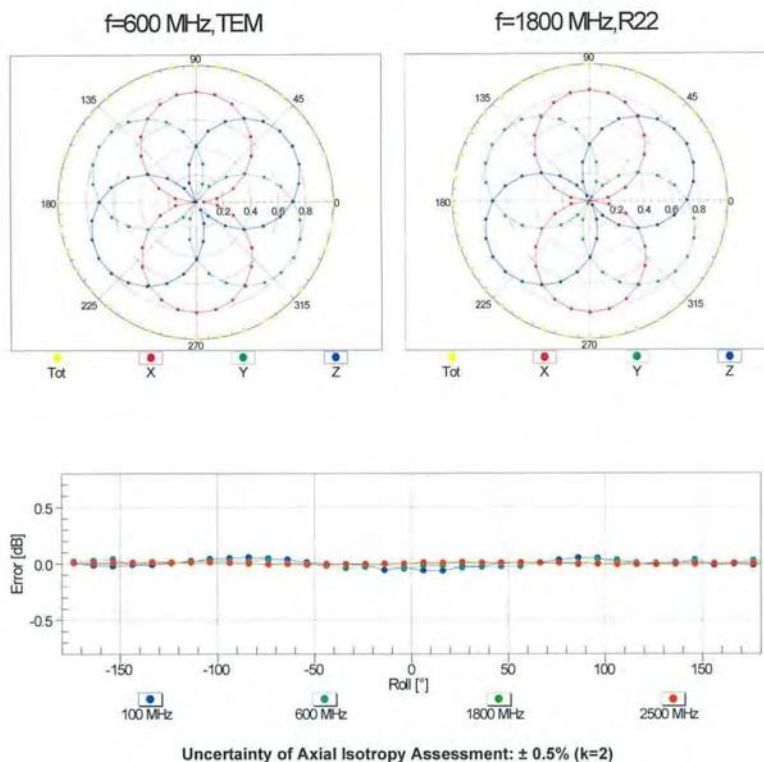 f=600 MHz,TEM
f=1800 MHz,R22
90
135
45
180
0.2 0.4 0.6 0.8
0
225
315
270
Tot X Y Z
90
135
45
180
0.2 0.4 0.6 0.8
0
225
315
270
Tot X Y Z
Error [dB]
0.5
0.0
-0.5
-150 -100 -50 0 50 100 150
Roll [°]
100 MHz 600 MHz 1800 MHz 2500 MHz
Uncertainty of Axial Isotropy Assessment: ± 0.5% (k=2)